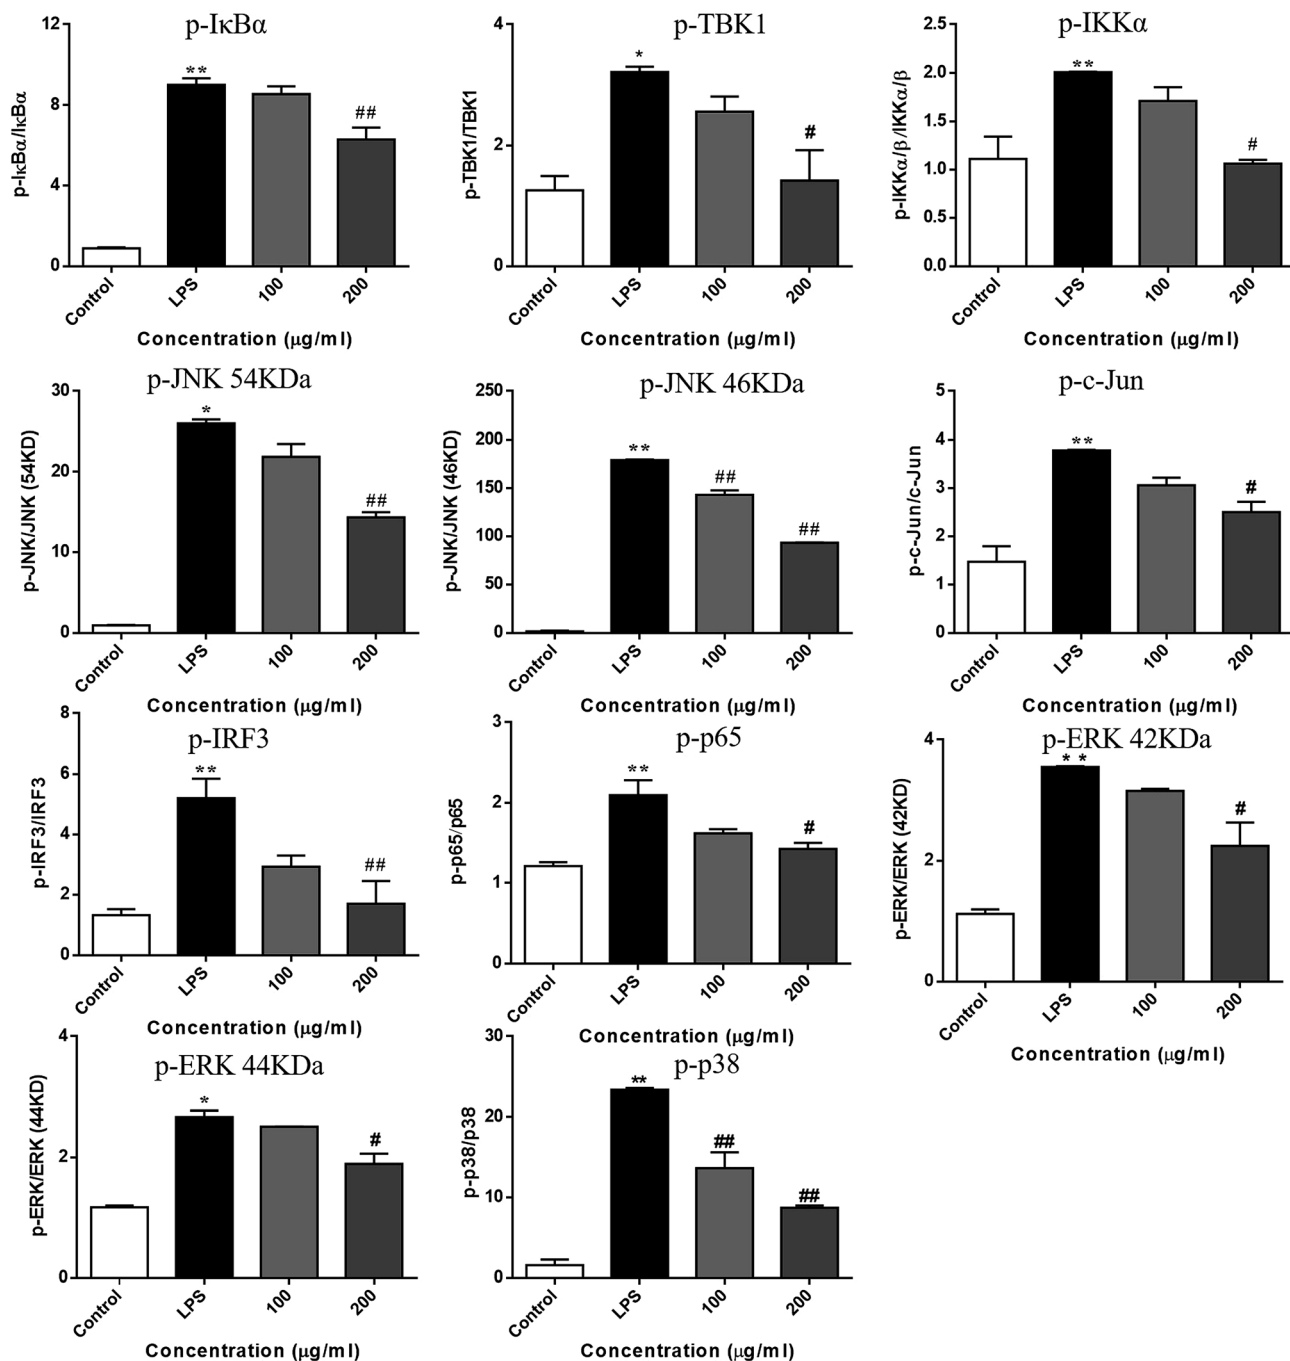 p-IκBα
p-IκBα/IκBα
12
8
4
0
**
##
Control
LPS
100
200
Concentration (μg/ml)
p-TBK1
p-TBK1/TBK1
4
2
0
*
#
Control
LPS
100
200
Concentration (μg/ml)
p-IKKα
p-IKKα/β/IKKα/β
2.5
2.0
1.5
1.0
0.5
0.0
**
#
Control
LPS
100
200
Concentration (μg/ml)
p-JNK 54KDa
p-JNK/JNK (54KD)
30
20
10
0
*
##
Control
LPS
100
200
Concentration (μg/ml)
p-JNK 46KDa
p-JNK/JNK (46KD)
250
200
150
100
50
0
**
##
##
Control
LPS
100
200
Concentration (μg/ml)
p-c-Jun
p-c-Jun/c-Jun
5
4
3
2
1
0
**
#
Control
LPS
100
200
Concentration (μg/ml)
p-IRF3
p-IRF3/IRF3
8
6
4
2
0
**
##
Control
LPS
100
200
Concentration (μg/ml)
p-p65
p-p65/p65
3
2
1
0
**
#
Control
LPS
100
200
Concentration (μg/ml)
p-ERK 42KDa
p-ERK/ERK (42KD)
4
2
0
**
#
Control
LPS
100
200
Concentration (μg/ml)
p-ERK 44KDa
p-ERK/ERK (44KD)
4
2
0
*
#
Control
LPS
100
200
Concentration (μg/ml)
p-p38
p-p38/p38
30
20
10
0
**
##
##
Control
LPS
100
200
Concentration (μg/ml)